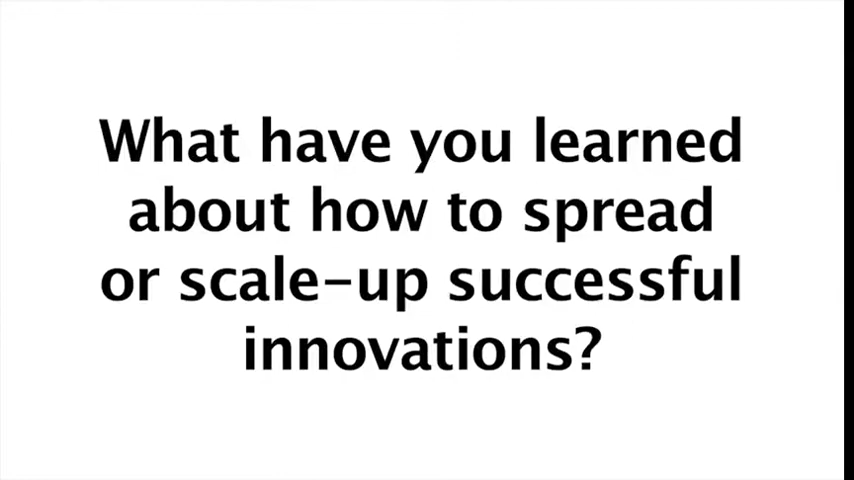 What have you learned
about how to spread
or scale-up successful
innovations?